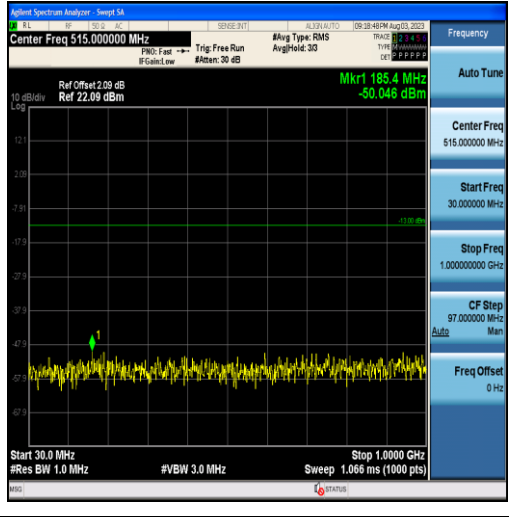 Agilent Spectrum Analyzer - Swept SA
RL RF 50 Ω AC SENSE:INT ALIGN AUTO 09:18:48 PM Aug 03, 2023
Center Freq 515.000000 MHz
PNO: Fast
IFGain:Low
Trig: Free Run
#Atten: 30 dB
#Avg Type: RMS
Avg|Hold: 3/3
TRACE 1 2 3 4 5 6
TYPE M
DET P P P P P P
Mkr1 185.4 MHz
-50.046 dBm
Ref Offset 2.09 dB
Ref 22.09 dBm
10 dB/div
Log
12.1
2.09
-7.91
-13.00 dBm
-17.9
-27.9
-37.9
1
-47.9
-57.9
-67.9
Start 30.0 MHz
Stop 1.0000 GHz
#Res BW 1.0 MHz
#VBW 3.0 MHz
Sweep 1.066 ms (1000 pts)
MSG
STATUS
Frequency
Auto Tune
Center Freq
515.000000 MHz
Start Freq
30.000000 MHz
Stop Freq
1.000000000 GHz
CF Step
97.000000 MHz
Auto Man
Freq Offset
0 Hz